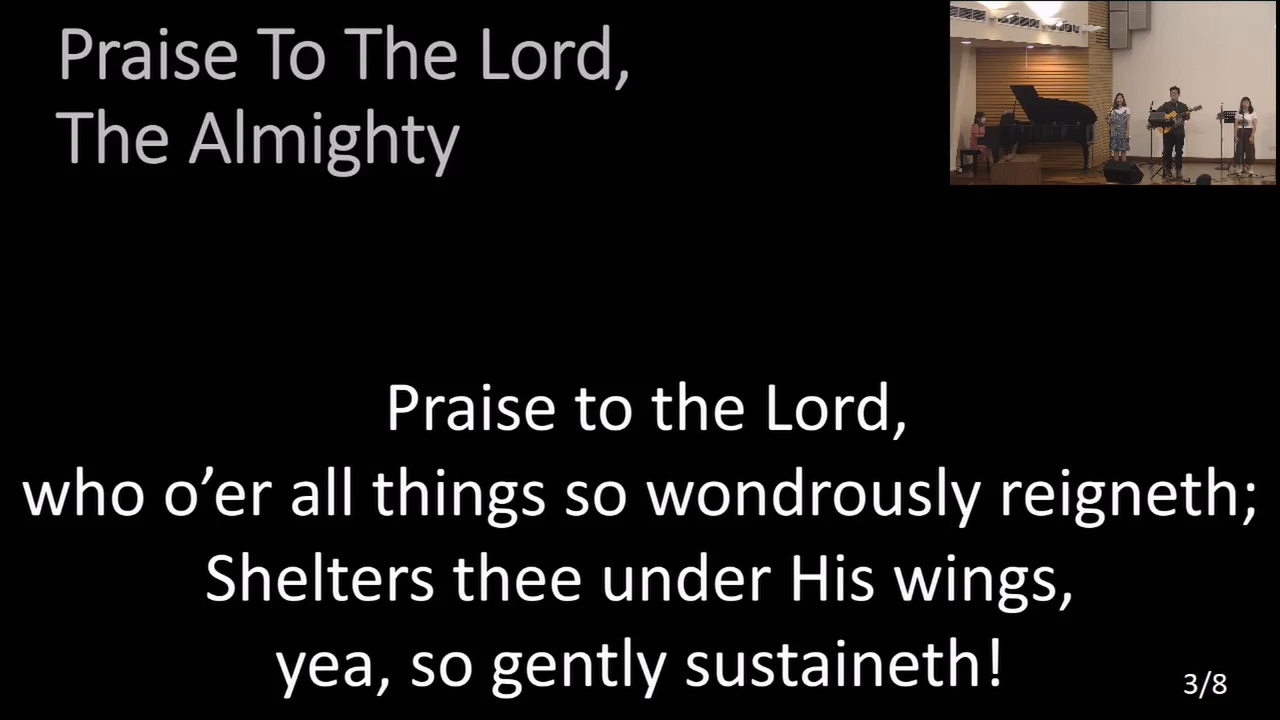 Praise To The Lord,
The Almighty
Praise to the Lord,
who o’er all things so wondrously reigneth;
Shelters thee under His wings,
yea, so gently sustaineth!
3/8